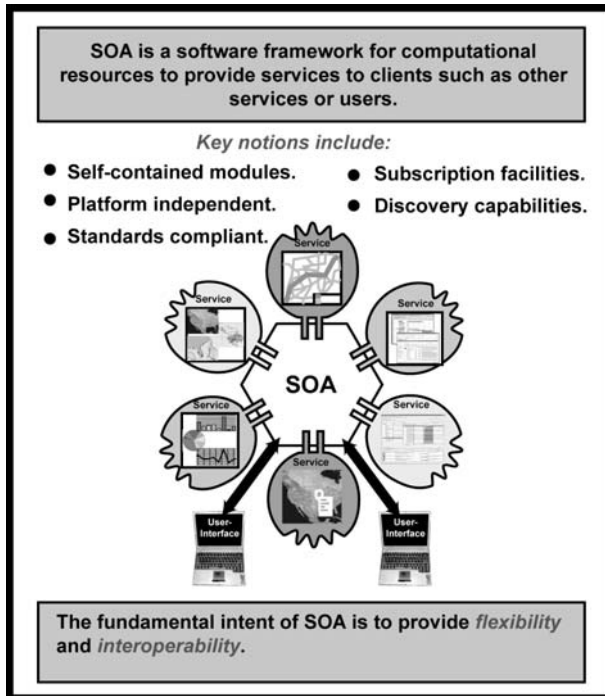 SOA is a software framework for computational
resources to provide services to clients such as other
services or users.
Key notions include:
● Self-contained modules.
● Platform independent.
● Standards compliant.
● Subscription facilities.
● Discovery capabilities.
Service
Service
Service
SOA
Service
Service
Service
User-
Interface
User-
Interface
The fundamental intent of SOA is to provide flexibility
and interoperability.